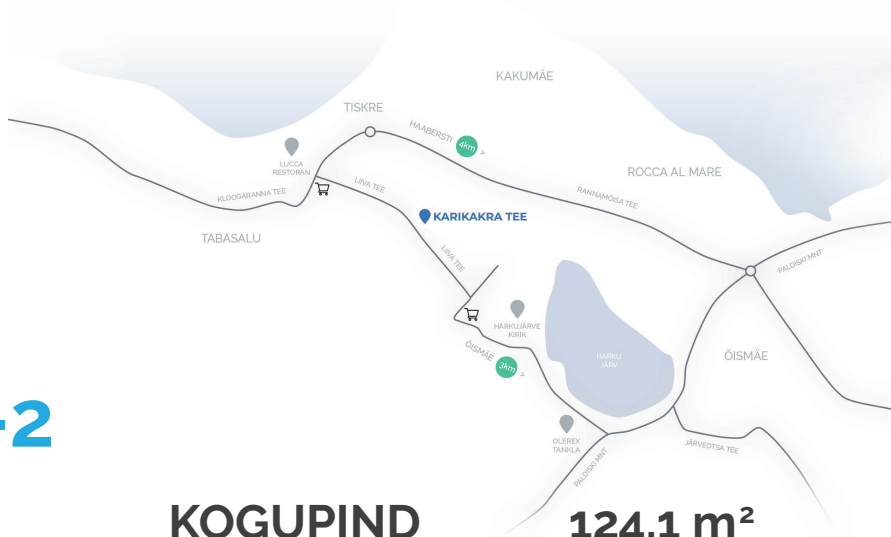 KAKUMÄE
TISKRE
HAABERSTI 4km >
LUCCA
RESTORAN
ROCCA AL MARE
LIIVA TEE
KLOOGARANNA TEE
RANNAMÕISA TEE
KARIKAKRA TEE
TABASALU
LIIVA TEE
PALDISKI MNT
HARKUJÄRVE
KIRIK
ÕISMÄE 3km >
HARKU
JÄRV
ÕISMÄE
-2
OLEREX
TANKLA
JÄRVEOTSA TEE
PALDISKI MNT
KOGUPIND 124.1 m²